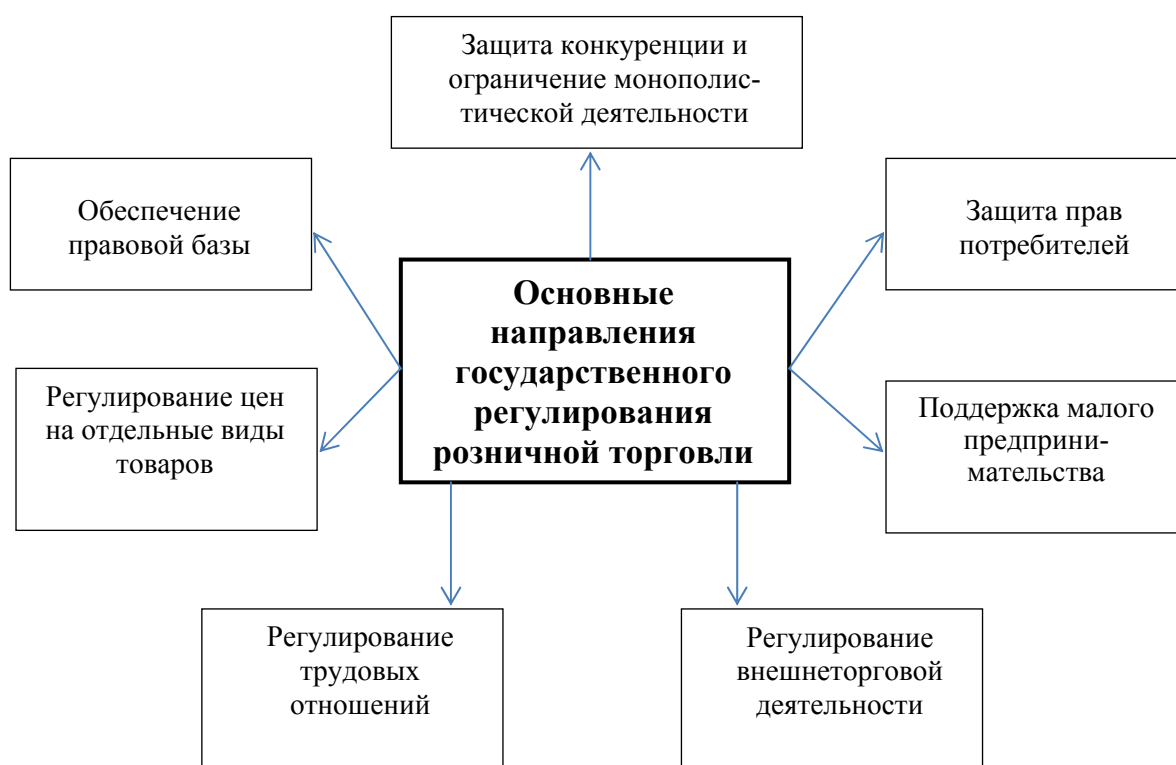 Защита конкуренции и
ограничение монополис-
тической деятельности
Обеспечение
правовой базы
Защита прав
потребителей
Основные
направления
государственного
регулирования
розничной торговли
Регулирование цен
на отдельные виды
товаров
Поддержка малого
предприни-
мательства
Регулирование
трудовых
отношений
Регулирование
внешнеторговой
деятельности